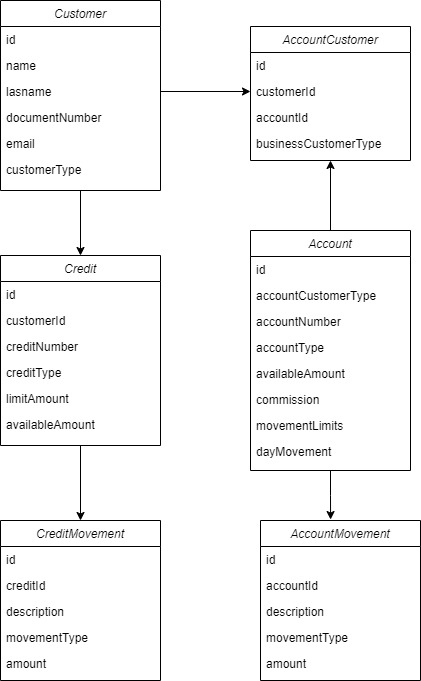 Customer
id
name
lasname
documentNumber
email
customerType
AccountCustomer
id
customerId
accountId
businessCustomerType
Credit
id
customerId
creditNumber
creditType
limitAmount
availableAmount
Account
id
accountCustomerType
accountNumber
accountType
availableAmount
commission
movementLimits
dayMovement
CreditMovement
id
creditId
description
movementType
amount
AccountMovement
id
accountId
description
movementType
amount